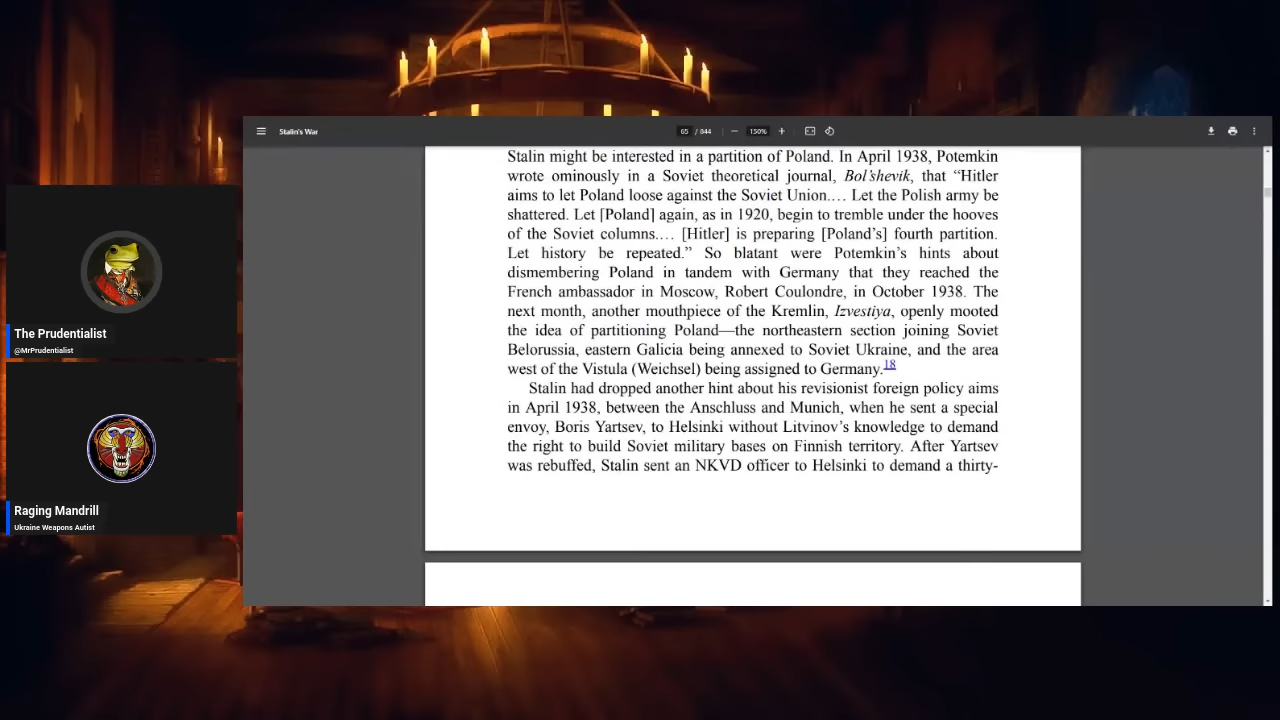 Stalin's War
65 / 844
150%
Stalin might be interested in a partition of Poland. In April 1938, Potemkin
wrote ominously in a Soviet theoretical journal, Bol'shevik, that “Hitler
aims to let Poland loose against the Soviet Union.… Let the Polish army be
shattered. Let [Poland] again, as in 1920, begin to tremble under the hooves
of the Soviet columns.… [Hitler] is preparing [Poland’s] fourth partition.
Let history be repeated.” So blatant were Potemkin’s hints about
dismembering Poland in tandem with Germany that they reached the
French ambassador in Moscow, Robert Coulondre, in October 1938. The
next month, another mouthpiece of the Kremlin, Izvestiya, openly mooted
the idea of partitioning Poland—the northeastern section joining Soviet
Belorussia, eastern Galicia being annexed to Soviet Ukraine, and the area
west of the Vistula (Weichsel) being assigned to Germany.18
Stalin had dropped another hint about his revisionist foreign policy aims
in April 1938, between the Anschluss and Munich, when he sent a special
envoy, Boris Yartsev, to Helsinki without Litvinov’s knowledge to demand
the right to build Soviet military bases on Finnish territory. After Yartsev
was rebuffed, Stalin sent an NKVD officer to Helsinki to demand a thirty-
The Prudentialist
@MrPrudentialist
Raging Mandrill
Ukraine Weapons Autist